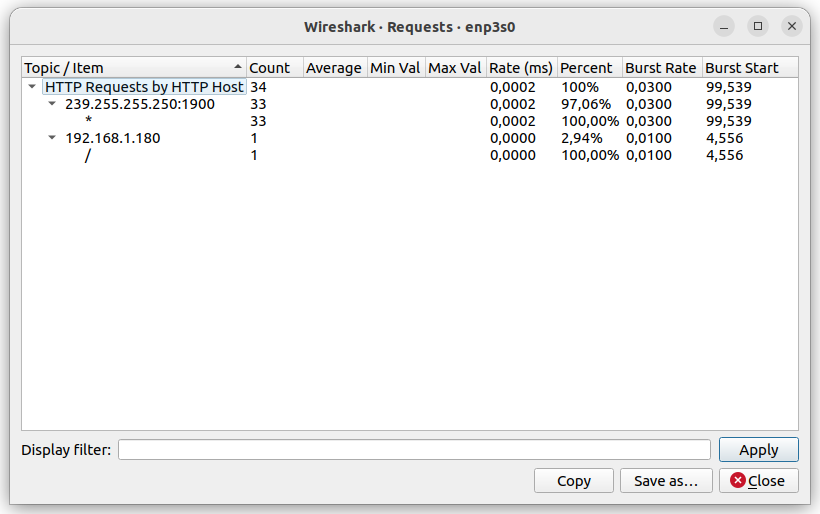 Wireshark · Requests · enp3s0
Topic / Item Count Average Min Val Max Val Rate (ms) Percent Burst Rate Burst Start
HTTP Requests by HTTP Host 34 0,0002 100% 0,0300 99,539
239.255.255.250:1900 33 0,0002 97,06% 0,0300 99,539
* 33 0,0002 100,00% 0,0300 99,539
192.168.1.180 1 0,0000 2,94% 0,0100 4,556
/ 1 0,0000 100,00% 0,0100 4,556
Display filter: Apply
Copy Save as… Close